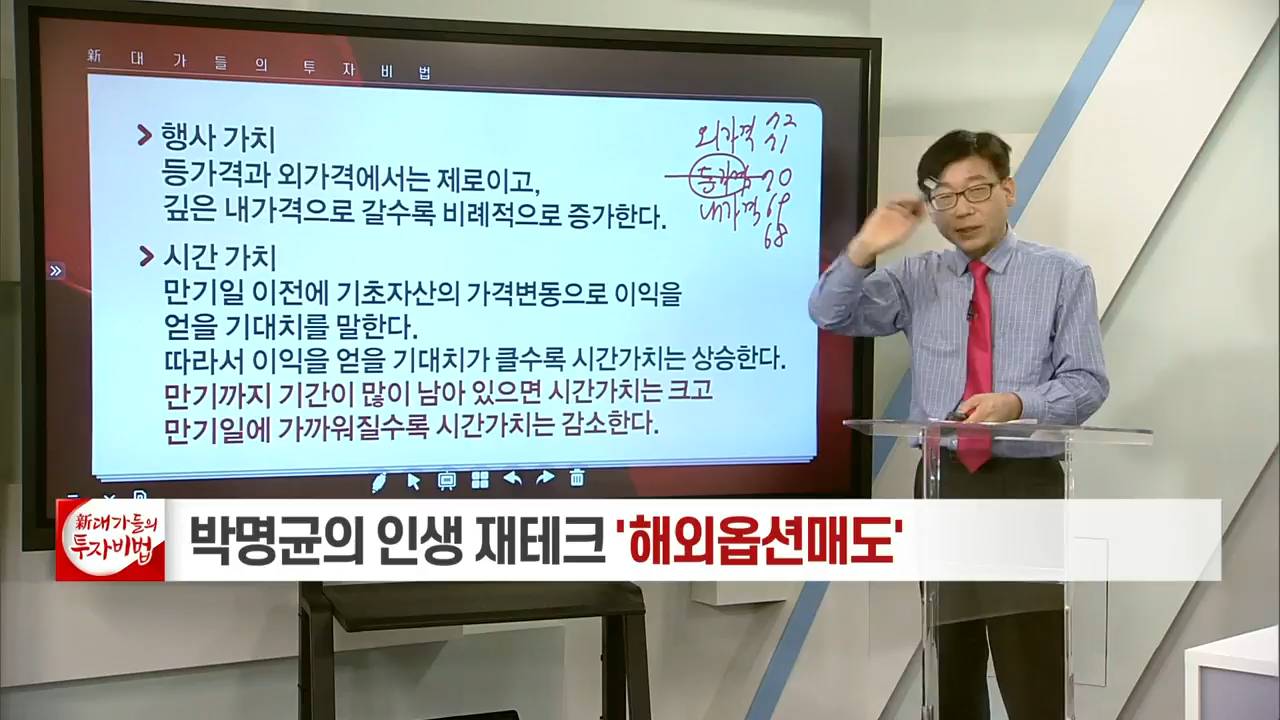 新 대 가 들 의 투 자 비 법
행사 가치
등가격과 외가격에서는 제로이고,
깊은 내가격으로 갈수록 비례적으로 증가한다.
시간 가치
만기일 이전에 기초자산의 가격변동으로 이익을
얻을 기대치를 말한다.
따라서 이익을 얻을 기대치가 클수록 시간가치는 상승한다.
만기까지 기간이 많이 남아 있으면 시간가치는 크고
만기일에 가까워질수록 시간가치는 감소한다.
외가격 72
71
등가격 70
내가격 69
68
新대가들의
투자비법
박명균의 인생 재테크 '해외옵션매도'